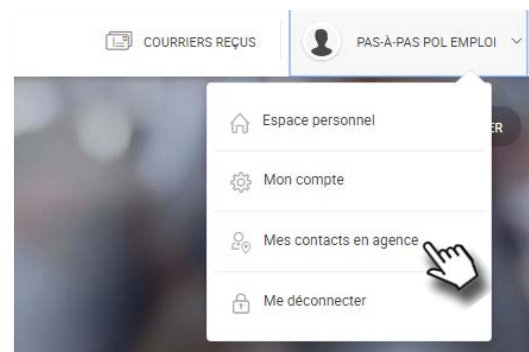 COURRIERS REÇUS
PAS-À-PAS POL EMPLOI
ER
Espace personnel
Mon compte
Mes contacts en agence
Me déconnecter